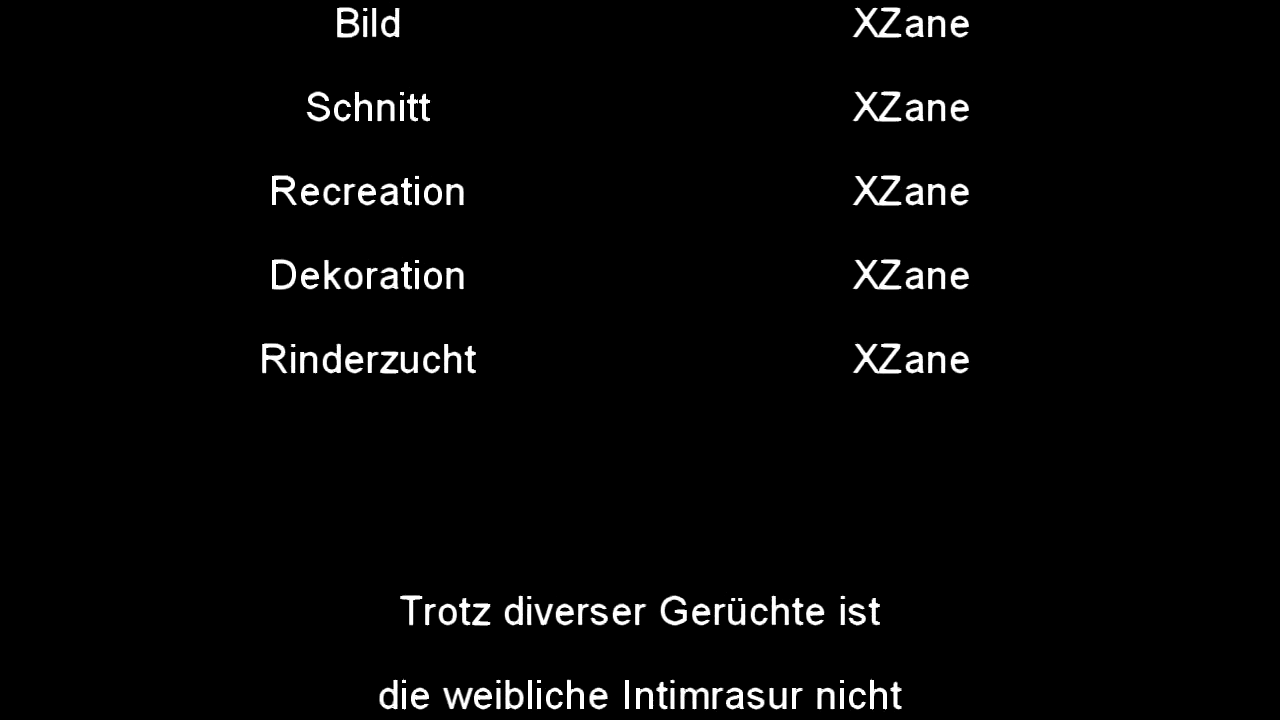 Bild XZane
Schnitt XZane
Recreation XZane
Dekoration XZane
Rinderzucht XZane
Trotz diverser Gerüchte ist
die weibliche Intimrasur nicht